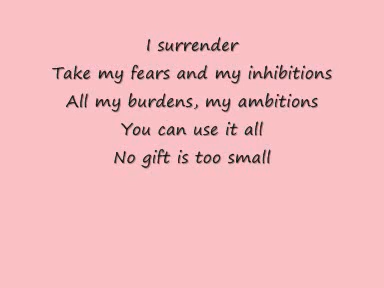 I surrender
Take my fears and my inhibitions
All my burdens, my ambitions
You can use it all
No gift is too small